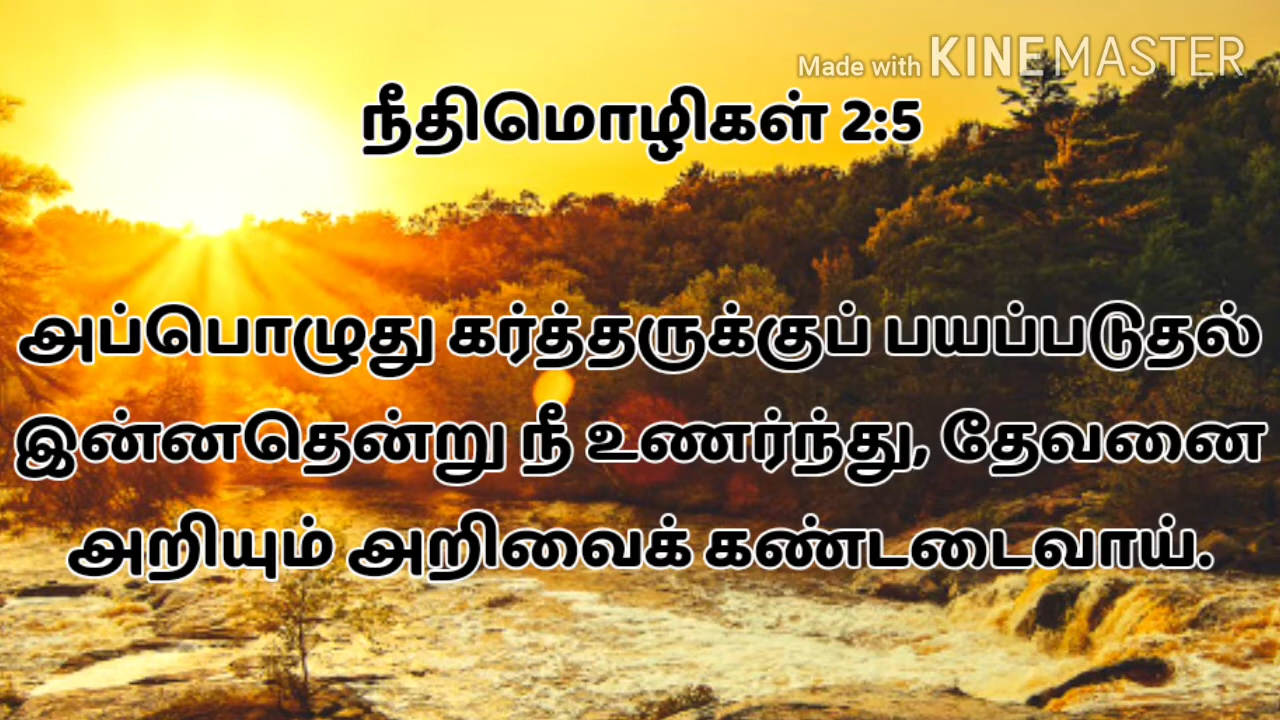 Made with KINEMASTER
நீதிமொழிகள் 2:5
அப்பொழுது கர்த்தருக்குப் பயப்படுதல்
இன்னதென்று நீ உணர்ந்து, தேவனை
அறியும் அறிவைக் கண்டடைவாய்.